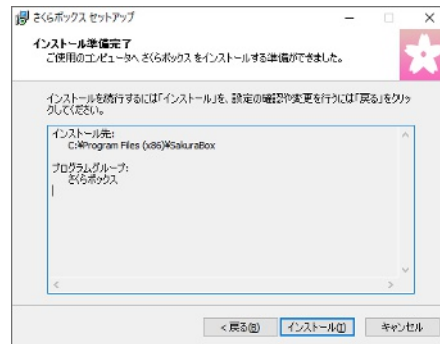 さくらボックス セットアップ
インストール準備完了
ご使用のコンピュータへ さくらボックス をインストールする準備ができました。
インストールを続行するには「インストール」を、設定の確認や変更を行うには「戻る」をクリッ
クしてください。
インストール先:
C:¥Program Files (x86)¥SakuraBox
プログラムグループ:
さくらボックス
< 戻る(B)
インストール(I)
キャンセル